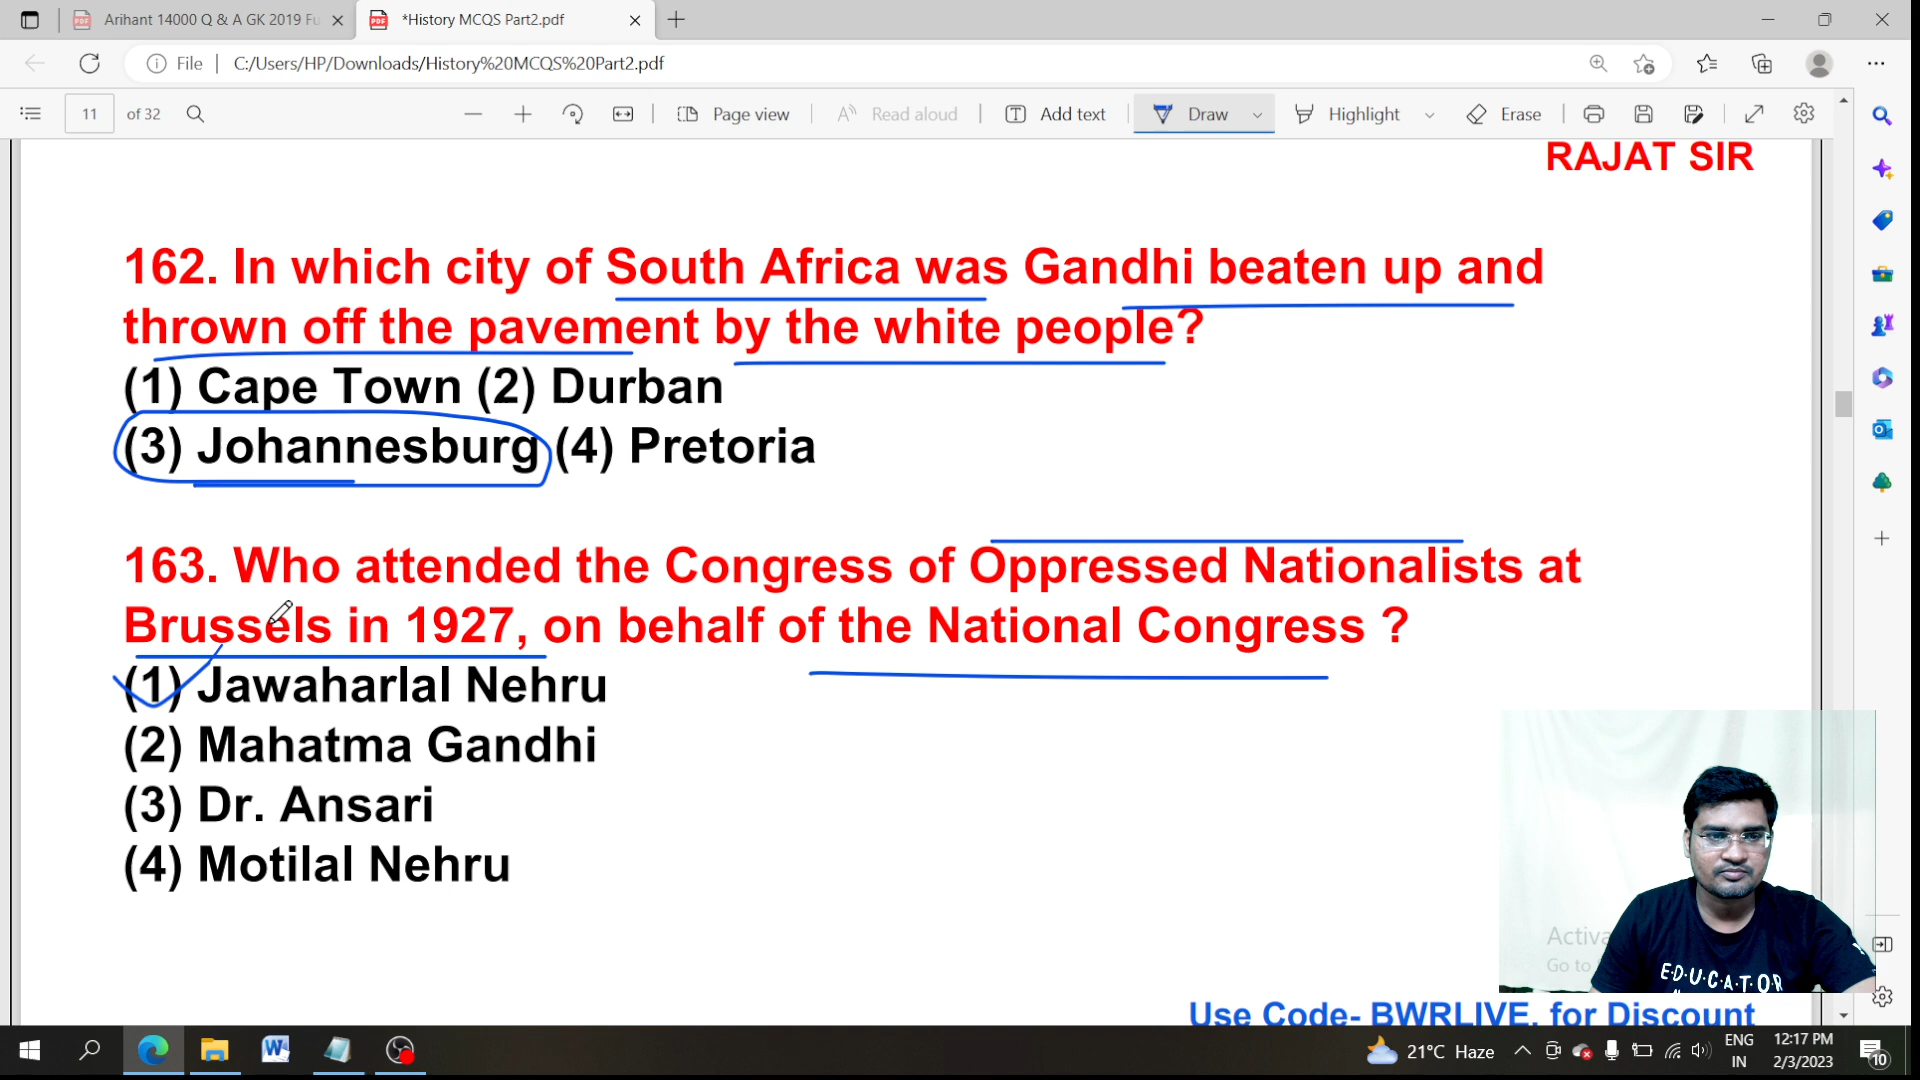 Arihant 14000 Q & A GK 2019 Fu
*History MCQS Part2.pdf
File
C:/Users/HP/Downloads/History%20MCQS%20Part2.pdf
11 of 32
Page view
Read aloud
Add text
Draw
Highlight
Erase
RAJAT SIR
162. In which city of South Africa was Gandhi beaten up and
thrown off the pavement by the white people?
(1) Cape Town (2) Durban
(3) Johannesburg (4) Pretoria
163. Who attended the Congress of Oppressed Nationalists at
Brussels in 1927, on behalf of the National Congress ?
(1) Jawaharlal Nehru
(2) Mahatma Gandhi
(3) Dr. Ansari
(4) Motilal Nehru
Go to
E·D·U·C·A·T·O·R
Use Code- BWRLIVE, for Discount
21°C Haze
ENG
IN
12:17 PM
2/3/2023
10